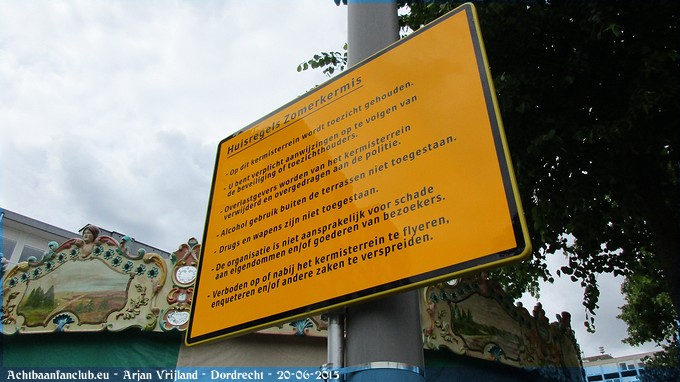 Huisregels Zomerkermis
- Op dit kermisterrein wordt toezicht gehouden.
- U bent verplicht aanwijzingen op te volgen van
de beveiliging of toezichthouders.
- Overlastgevers worden van het kermisterrein
verwijderd en overgedragen aan de politie.
- Alcohol gebruik buiten de terrassen niet toegestaan.
- Drugs en wapens zijn niet toegestaan.
- De organisatie is niet aansprakelijk voor schade
aan eigendommen en/of goederen van bezoekers.
- Verboden op of nabij het kermisterrein te flyeren,
enqueteren en/of andere zaken te verspreiden.
Achtbaanfanclub.eu - Arjan Vrijland - Dordrecht - 20-06-2015